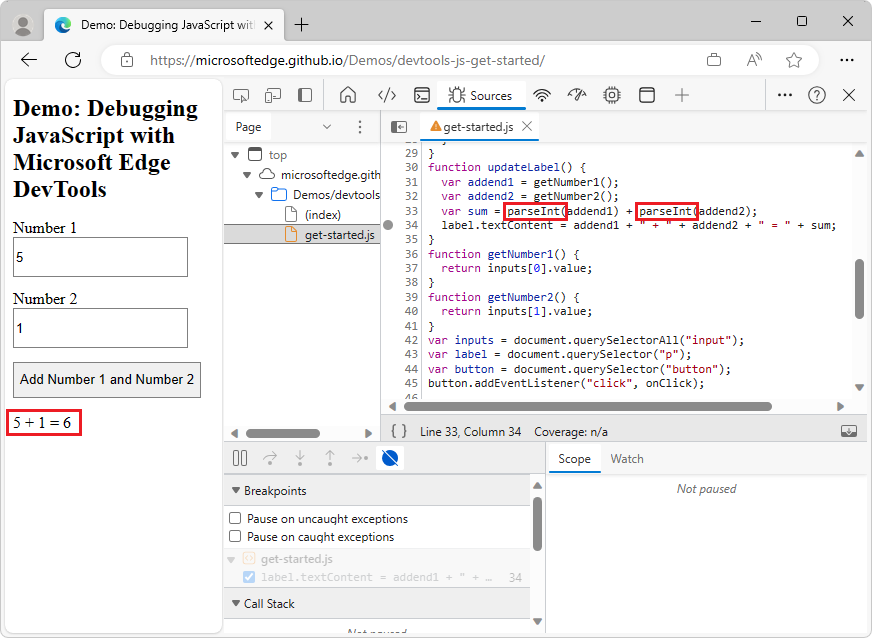 Demo: Debugging JavaScript wit
https://microsoftedge.github.io/Demos/devtools-js-get-started/
Demo: Debugging
JavaScript with
Microsoft Edge
DevTools
Number 1
5
Number 2
1
Add Number 1 and Number 2
5 + 1 = 6
Sources
Page
top
microsoftedge.gith
Demos/devtools
(index)
get-started.js
get-started.js
29 }
30 function updateLabel() {
31 var addend1 = getNumber1();
32 var addend2 = getNumber2();
33 var sum = parseInt(addend1) + parseInt(addend2);
34 label.textContent = addend1 + " + " + addend2 + " = " + sum;
35 }
36 function getNumber1() {
37 return inputs[0].value;
38 }
39 function getNumber2() {
40 return inputs[1].value;
41 }
42 var inputs = document.querySelectorAll("input");
43 var label = document.querySelector("p");
44 var button = document.querySelector("button");
45 button.addEventListener("click", onClick);
46
{ } Line 33, Column 34 Coverage: n/a
Breakpoints
Pause on uncaught exceptions
Pause on caught exceptions
get-started.js
label.textContent = addend1 + " + … 34
Call Stack
Not paused
Scope Watch
Not paused